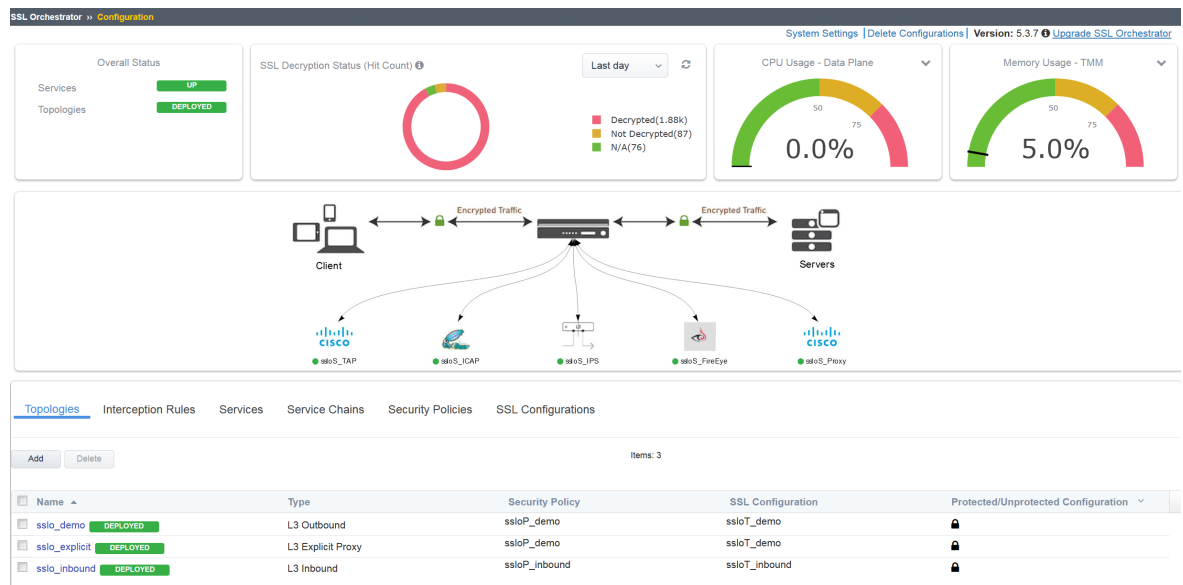 SSL Orchestrator ›› Configuration
System Settings | Delete Configurations | Version: 5.3.7 Upgrade SSL Orchestrator
Overall Status
Services UP
Topologies DEPLOYED
SSL Decryption Status (Hit Count)
Last day
Decrypted(1.88k)
Not Decrypted(87)
N/A(76)
CPU Usage - Data Plane
50
75
0.0%
Memory Usage - TMM
50
75
5.0%
Encrypted Traffic
Encrypted Traffic
Client
Servers
CISCO
L3
CISCO
ssloS_TAP
ssloS_ICAP
ssloS_IPS
ssloS_FireEye
ssloS_Proxy
Topologies Interception Rules Services Service Chains Security Policies SSL Configurations
Add Delete
Items: 3
Name Type Security Policy SSL Configuration Protected/Unprotected Configuration
sslo_demo DEPLOYED L3 Outbound ssloP_demo ssloT_demo
sslo_explicit DEPLOYED L3 Explicit Proxy ssloP_demo ssloT_demo
sslo_inbound DEPLOYED L3 Inbound ssloP_inbound ssloT_inbound